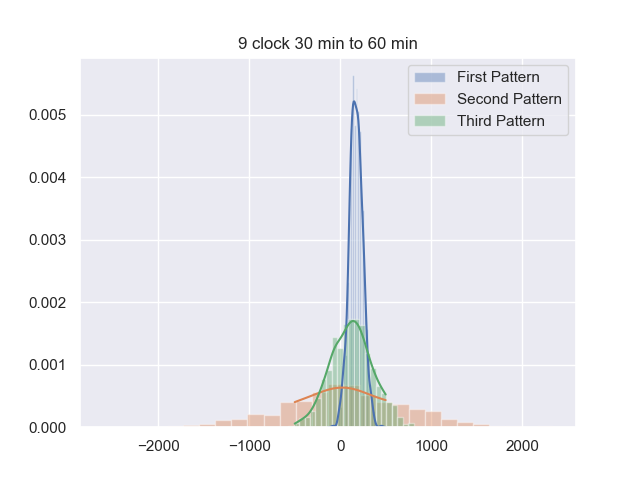 9 clock 30 min to 60 min
First Pattern
Second Pattern
Third Pattern
0.005
0.004
0.003
0.002
0.001
0.000
−2000 −1000 0 1000 2000